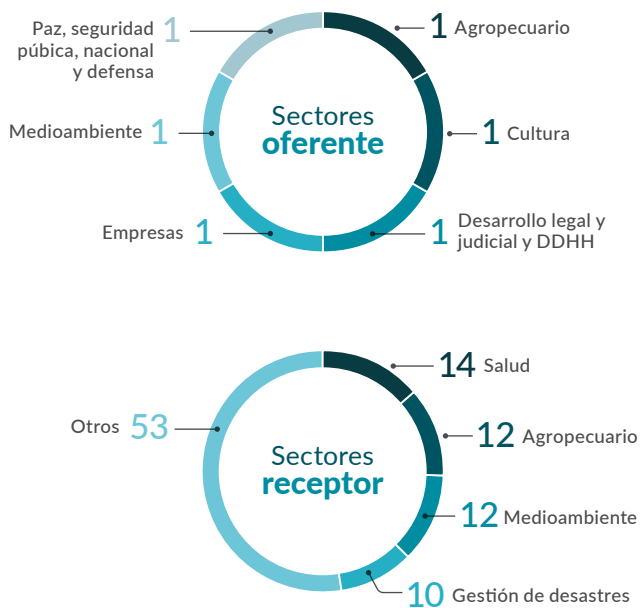 Paz, seguridad
púbica, nacional
y defensa
1
1 Agropecuario
Sectores
oferente
Medioambiente 1
1 Cultura
Empresas 1
1 Desarrollo legal y
judicial y DDHH
14 Salud
Otros 53
12 Agropecuario
Sectores
receptor
12 Medioambiente
10 Gestión de desastres